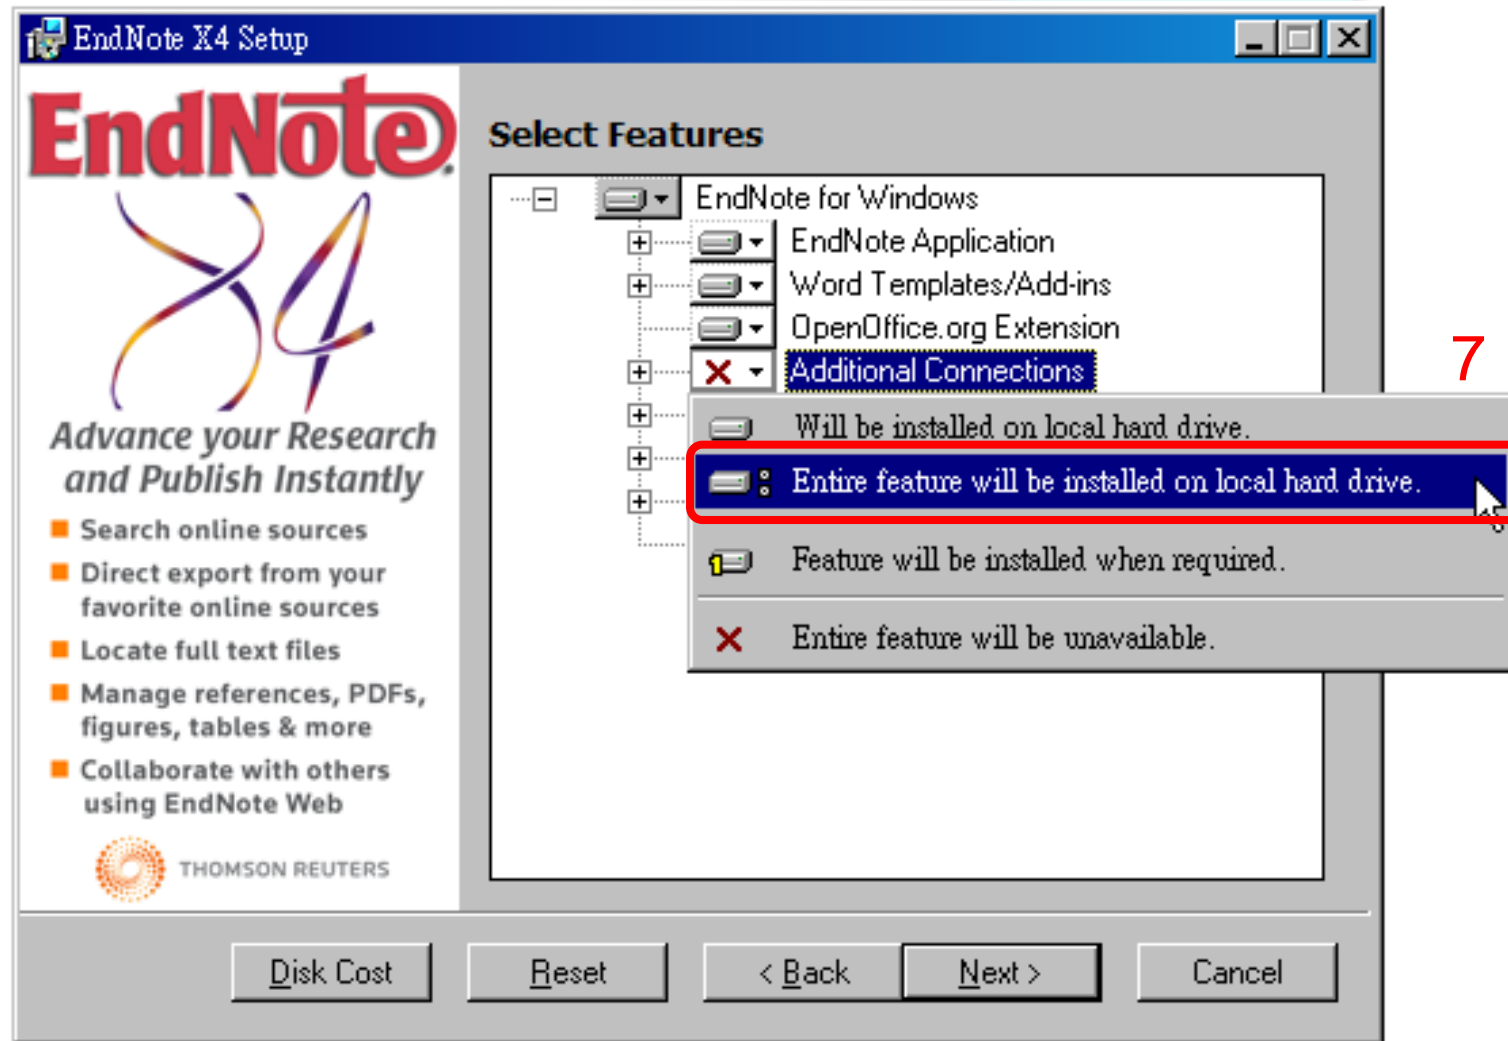 EndNote X4 Setup
EndNote
X4
Advance your Research
and Publish Instantly
Search online sources
Direct export from your
favorite online sources
Locate full text files
Manage references, PDFs,
figures, tables & more
Collaborate with others
using EndNote Web
THOMSON REUTERS
Select Features
EndNote for Windows
EndNote Application
Word Templates/Add-ins
OpenOffice.org Extension
Additional Connections
7
Will be installed on local hard drive.
Entire feature will be installed on local hard drive.
Feature will be installed when required.
Entire feature will be unavailable.
Disk Cost
Reset
< Back
Next >
Cancel